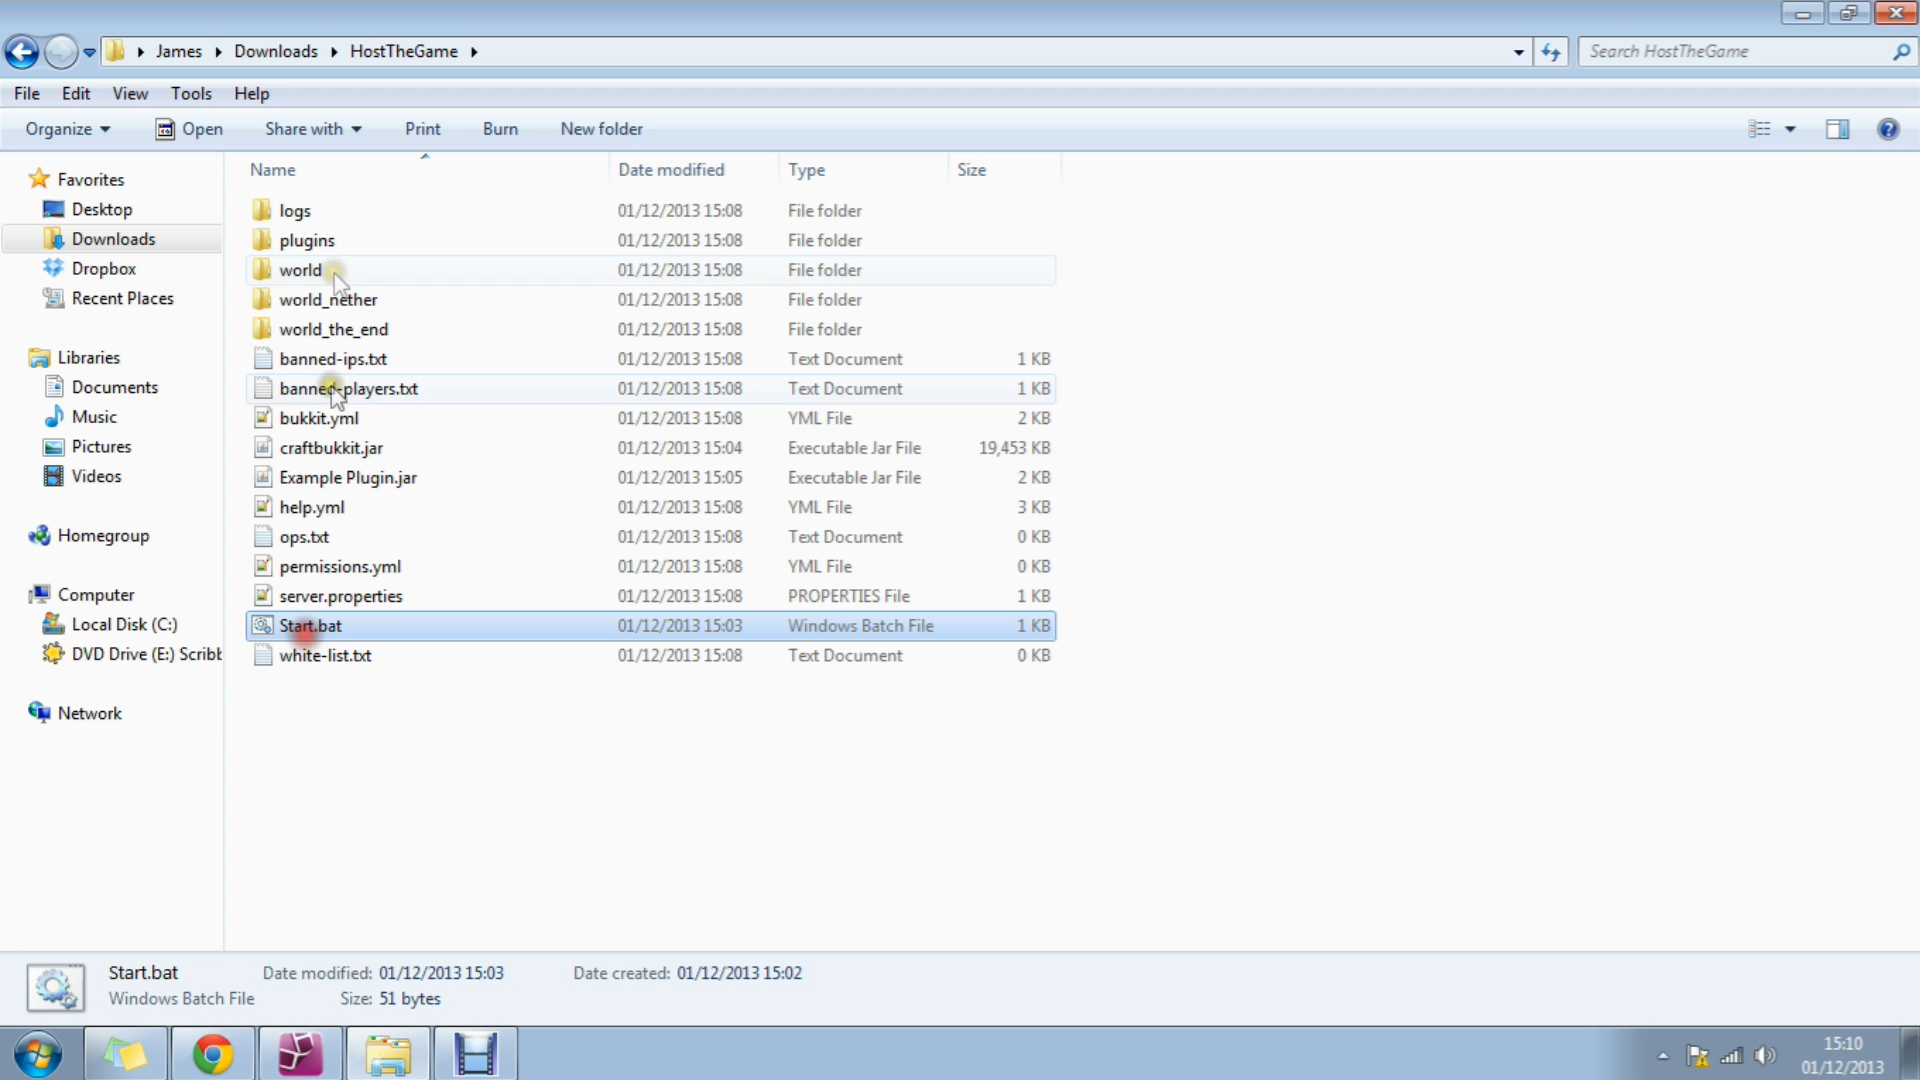 James Downloads HostTheGame Search HostTheGame
File Edit View Tools Help
Organize Open Share with Print Burn New folder
Name Date modified Type Size
Favorites
Desktop
Downloads
Dropbox
Recent Places
Libraries
Documents
Music
Pictures
Videos
Homegroup
Computer
Local Disk (C:)
DVD Drive (E:) Scribb
Network
logs 01/12/2013 15:08 File folder
plugins 01/12/2013 15:08 File folder
world 01/12/2013 15:08 File folder
world_nether 01/12/2013 15:08 File folder
world_the_end 01/12/2013 15:08 File folder
banned-ips.txt 01/12/2013 15:08 Text Document 1 KB
banned-players.txt 01/12/2013 15:08 Text Document 1 KB
bukkit.yml 01/12/2013 15:08 YML File 2 KB
craftbukkit.jar 01/12/2013 15:04 Executable Jar File 19,453 KB
Example Plugin.jar 01/12/2013 15:05 Executable Jar File 2 KB
help.yml 01/12/2013 15:08 YML File 3 KB
ops.txt 01/12/2013 15:08 Text Document 0 KB
permissions.yml 01/12/2013 15:08 YML File 0 KB
server.properties 01/12/2013 15:08 PROPERTIES File 1 KB
Start.bat 01/12/2013 15:03 Windows Batch File 1 KB
white-list.txt 01/12/2013 15:08 Text Document 0 KB
Start.bat Date modified: 01/12/2013 15:03 Date created: 01/12/2013 15:02
Windows Batch File Size: 51 bytes
15:10
01/12/2013